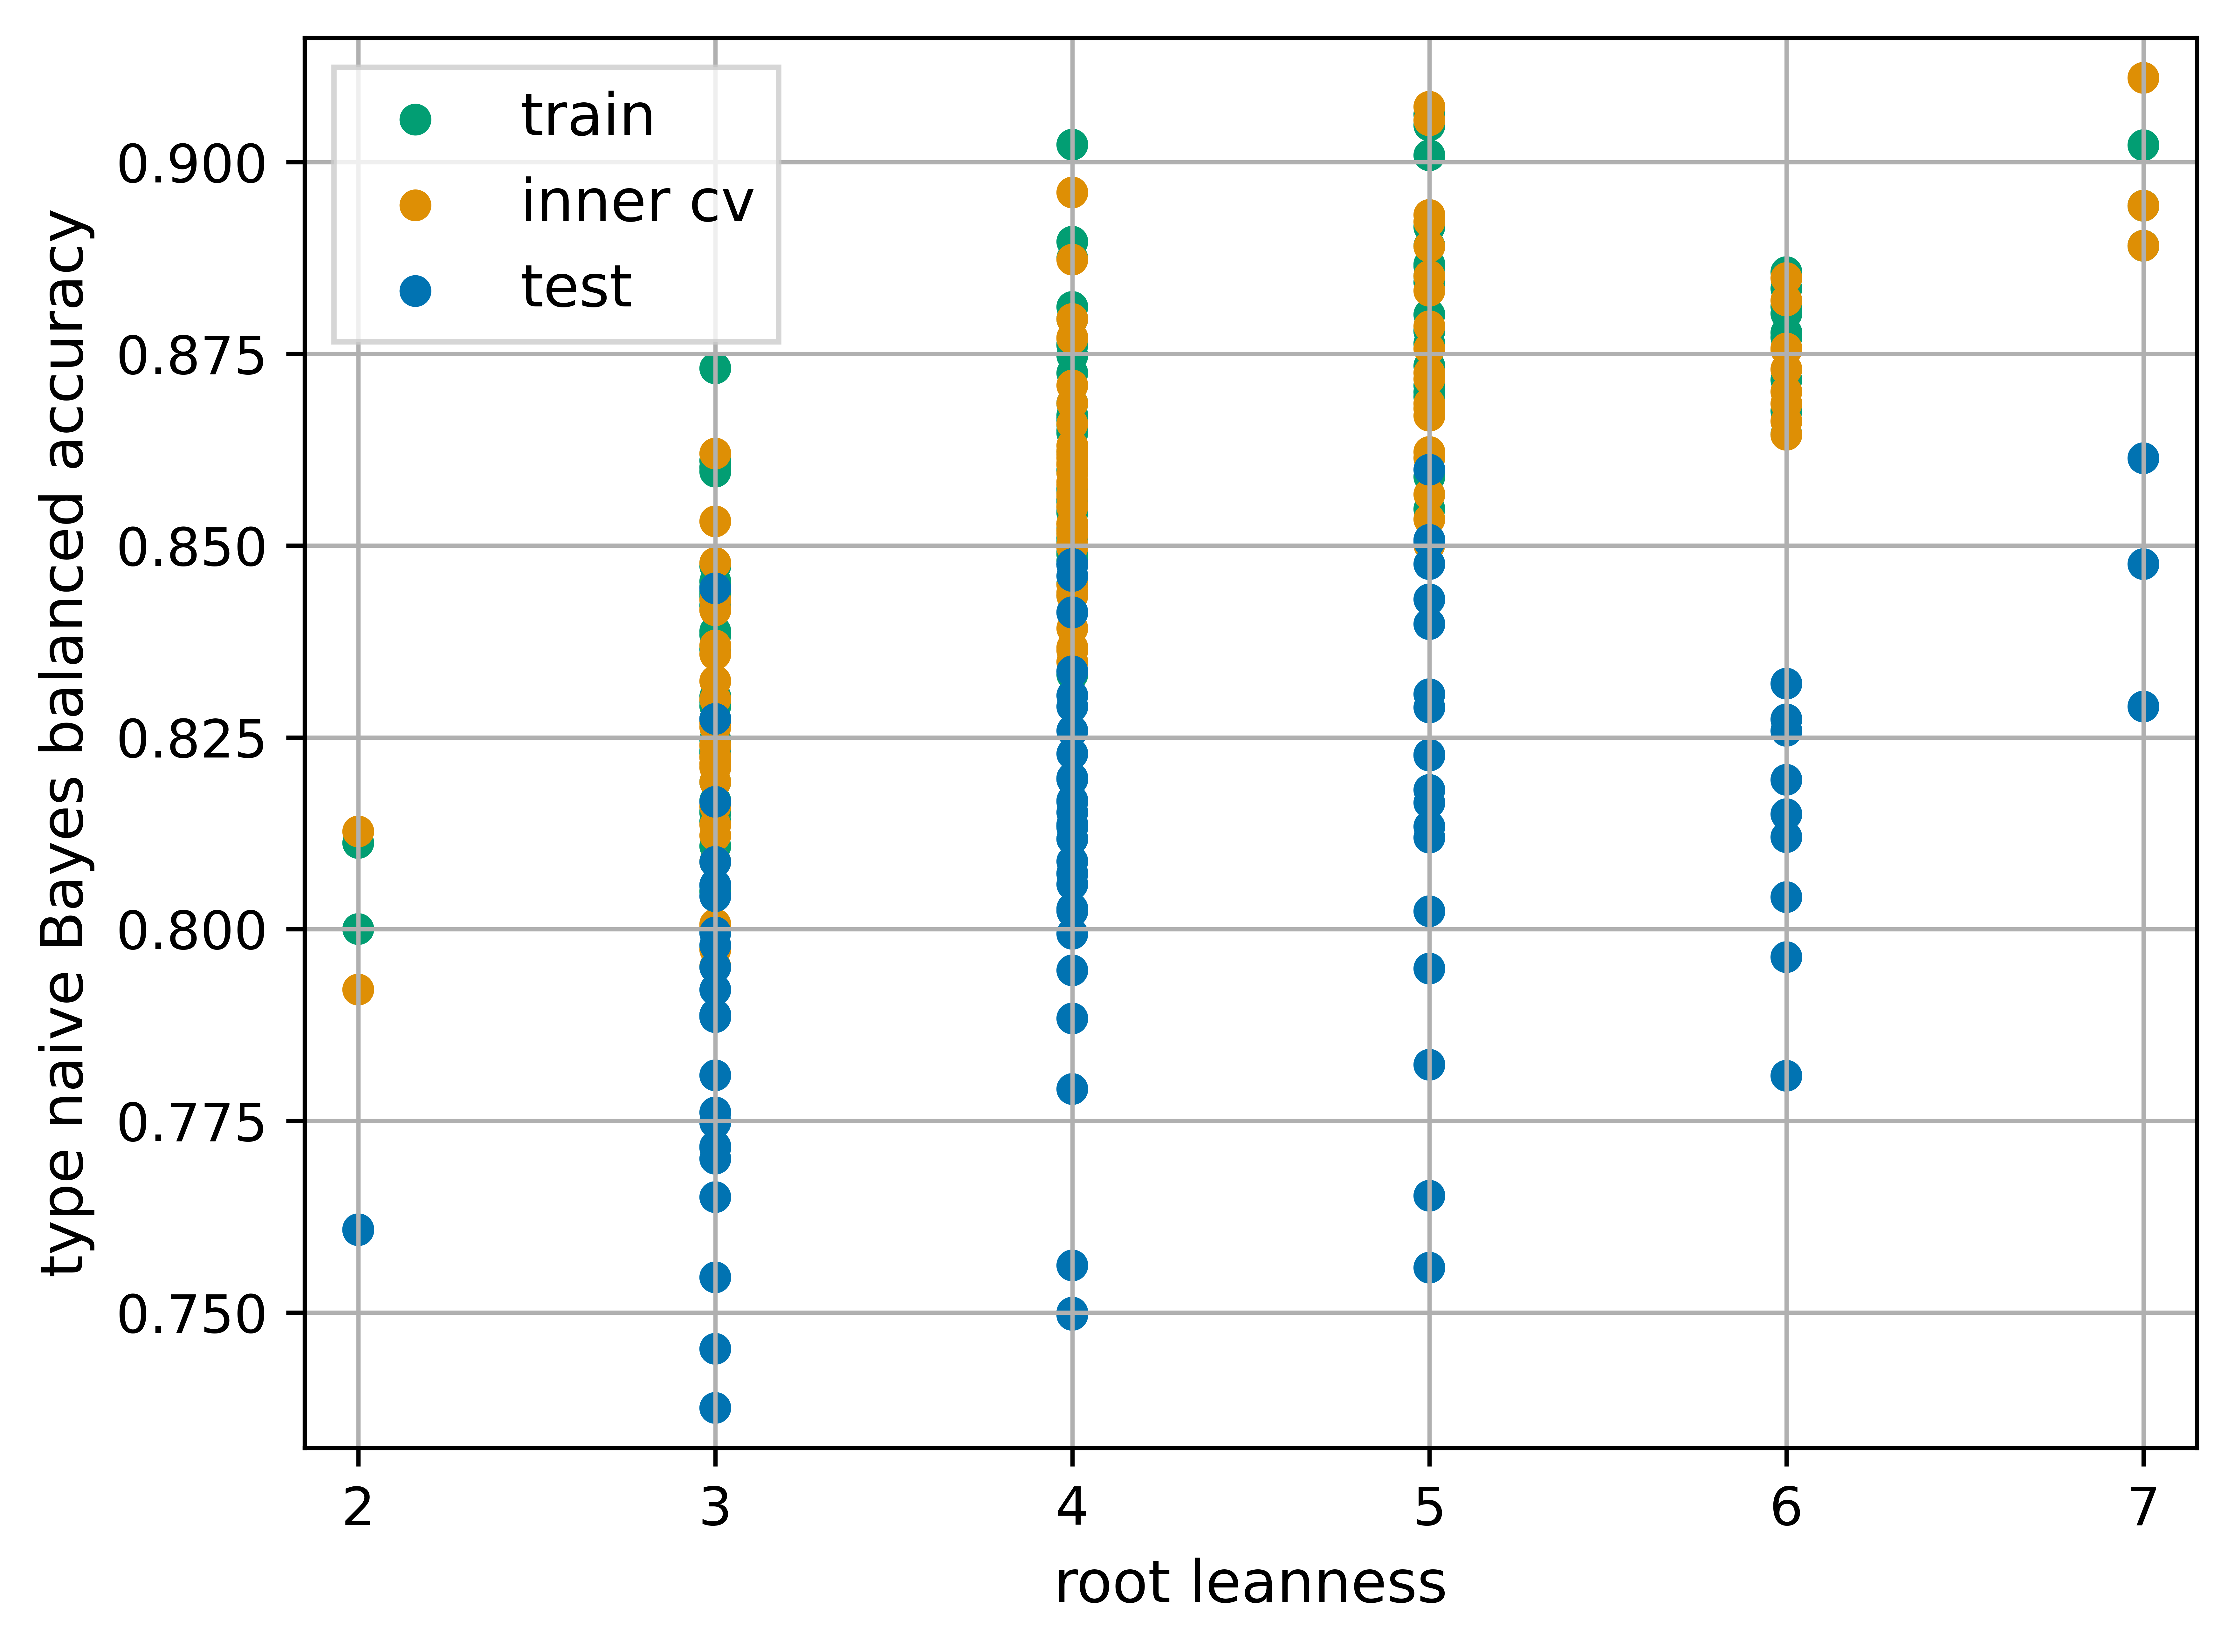 train
inner cv
test
type naive Bayes balanced accuracy
0.900
0.875
0.850
0.825
0.800
0.775
0.750
2 3 4 5 6 7
root leanness